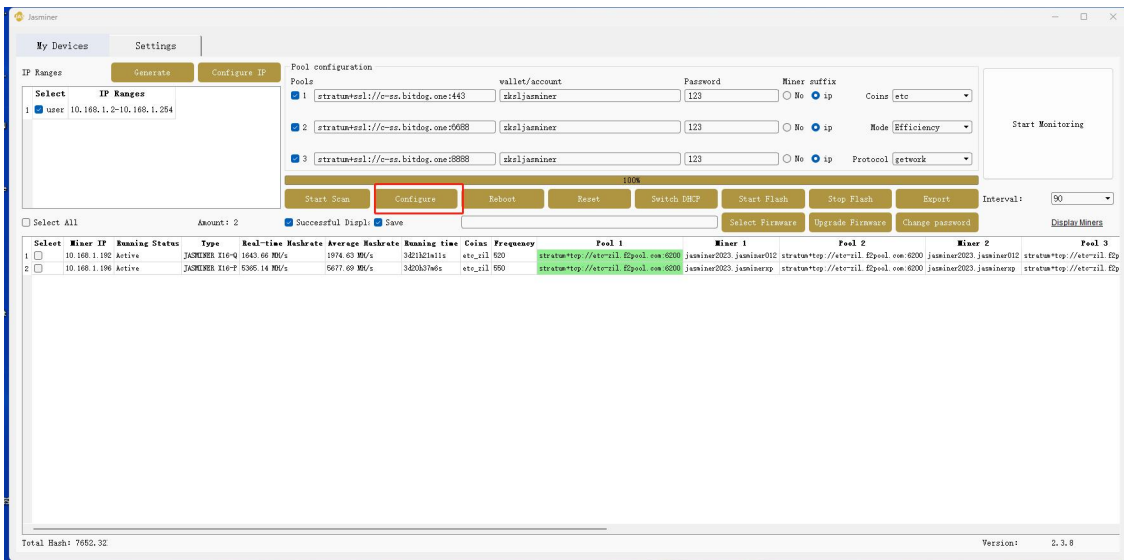 Jasminer
My Devices Settings
IP Ranges Generate Configure IP Pool configuration
Pools wallet/account Password Miner suffix
Select IP Ranges
1 user 10.168.1.2-10.168.1.254
1 stratum+ssl://c-ss.bitdog.one:443 zksljasminer 123 No ip Coins etc
2 stratum+ssl://c-ss.bitdog.one:6688 zksljasminer 123 No ip Mode Efficiency
Start Monitoring
3 stratum+ssl://c-ss.bitdog.one:8888 zksljasminer 123 No ip Protocol getwork
100%
Start Scan Configure Reboot Reset Switch DHCP Start Flash Stop Flash Export Interval: 90
Select All Amount: 2 Successful Displ Save Select Firmware Upgrade Firmware Change password Display Miners
Select Miner IP Running Status Type Real-time Hashrate Average Hashrate Running time Coins Frequency Pool 1 Miner 1 Pool 2 Miner 2 Pool 3
1 10.168.1.192 Active JASMINER X16-Q 1643.66 MH/s 1974.63 MH/s 3d21h21m11s etc_zil 520 stratum+tcp://etc-zil.f2pool.com:6200 jasminer2023.jasminer012 stratum+tcp://etc-zil.f2pool.com:6200 jasminer2023.jasminer012 stratum+tcp://etc-zil.f2p
2 10.168.1.196 Active JASMINER X16-P 5365.14 MH/s 5677.69 MH/s 3d20h37m6s etc_zil 550 stratum+tcp://etc-zil.f2pool.com:6200 jasminer2023.jasminerxp stratum+tcp://etc-zil.f2pool.com:6200 jasminer2023.jasminerxp stratum+tcp://etc-zil.f2p
Total Hash: 7652.32 Version: 2.3.8